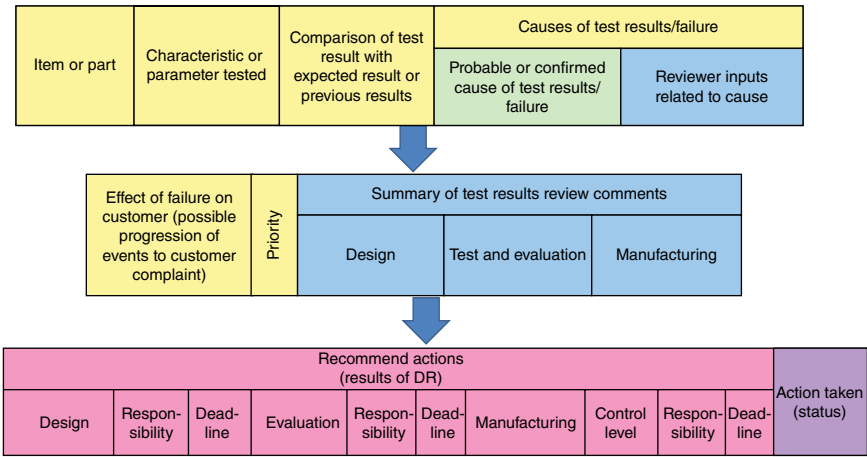 Item or part
Characteristic or
parameter tested
Comparison of test
result with
expected result or
previous results
Causes of test results/failure
Probable or confirmed
cause of test results/
failure
Reviewer inputs
related to cause
Effect of failure on
customer (possible
progression of
events to customer
complaint)
Priority
Summary of test results review comments
Design
Test and evaluation
Manufacturing
Recommend actions
(results of DR)
Design
Respon-
sibility
Dead-
line
Evaluation
Respon-
sibility
Dead-
line
Manufacturing
Control
level
Respon-
sibility
Dead-
line
Action taken
(status)